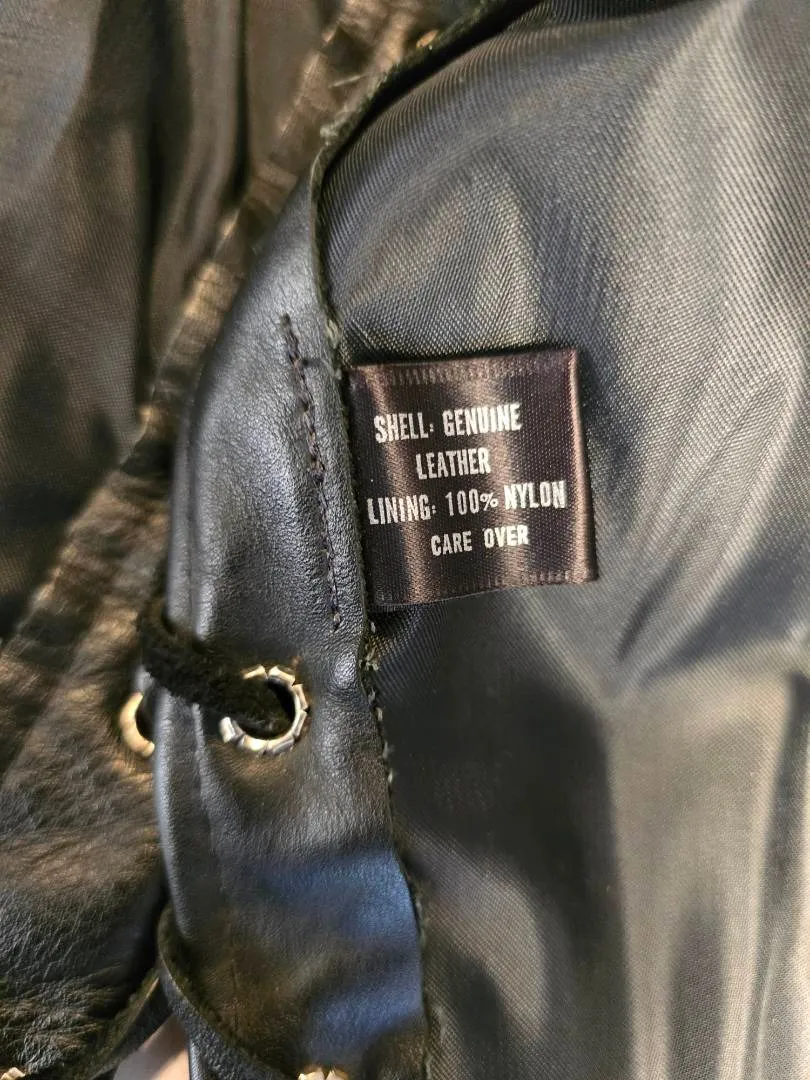 SHELL: GENUINE
LEATHER
LINING: 100% NYLON
CARE OVER